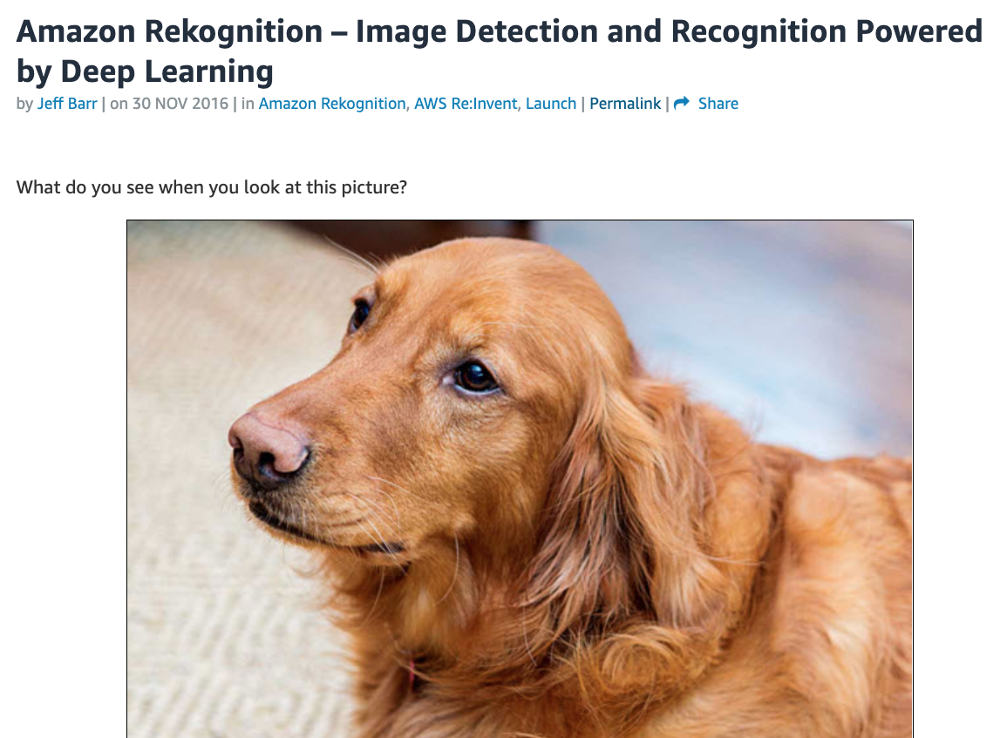 Amazon Rekognition – Image Detection and Recognition Powered
by Deep Learning
by Jeff Barr | on 30 NOV 2016 | in Amazon Rekognition, AWS Re:Invent, Launch | Permalink | Share
What do you see when you look at this picture?